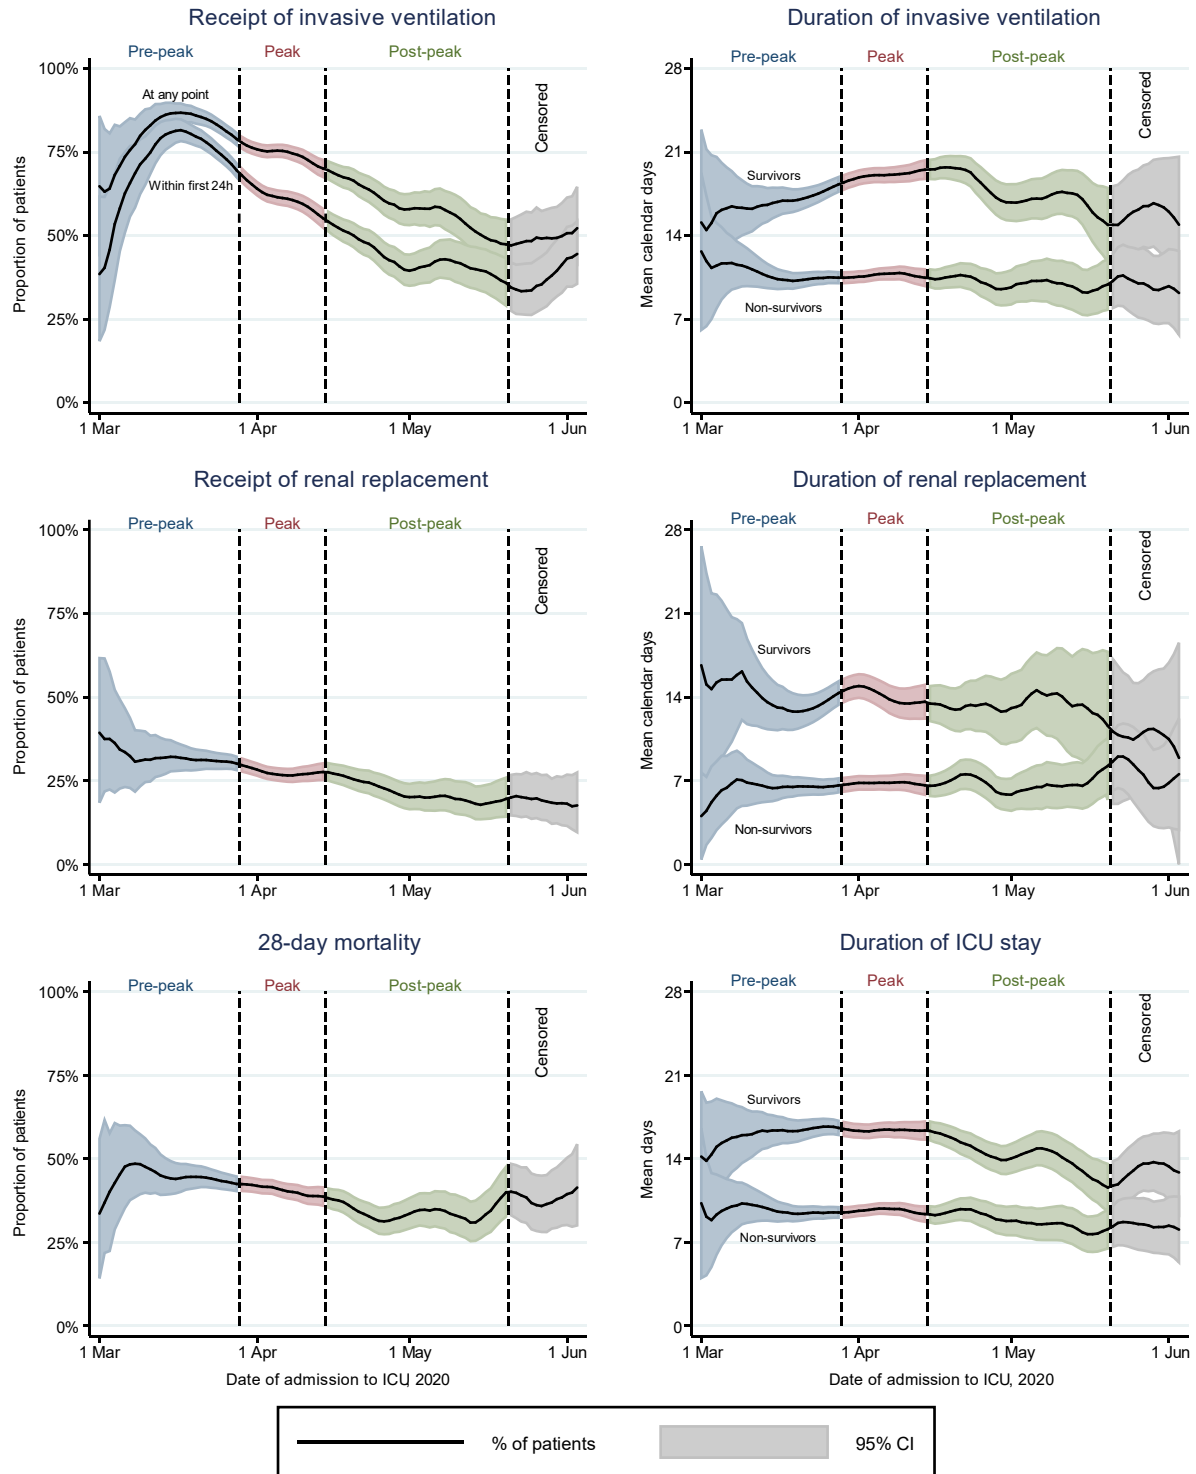 Receipt of invasive ventilation
Pre-peak Peak Post-peak
100%
75%
50%
25%
0%
Proportion of patients
At any point
Within first 24h
Censored
1 Mar 1 Apr 1 May 1 Jun
Duration of invasive ventilation
Pre-peak Peak Post-peak
28
21
14
7
0
Mean calendar days
Survivors
Non-survivors
Censored
1 Mar 1 Apr 1 May 1 Jun
Receipt of renal replacement
Pre-peak Peak Post-peak
100%
75%
50%
25%
0%
Proportion of patients
Censored
1 Mar 1 Apr 1 May 1 Jun
Duration of renal replacement
Pre-peak Peak Post-peak
28
21
14
7
0
Mean calendar days
Survivors
Non-survivors
Censored
1 Mar 1 Apr 1 May 1 Jun
28-day mortality
Pre-peak Peak Post-peak
100%
75%
50%
25%
0%
Proportion of patients
Censored
1 Mar 1 Apr 1 May 1 Jun
Date of admission to ICU, 2020
Duration of ICU stay
Pre-peak Peak Post-peak
28
21
14
7
0
Mean days
Survivors
Non-survivors
Censored
1 Mar 1 Apr 1 May 1 Jun
Date of admission to ICU, 2020
% of patients 95% CI